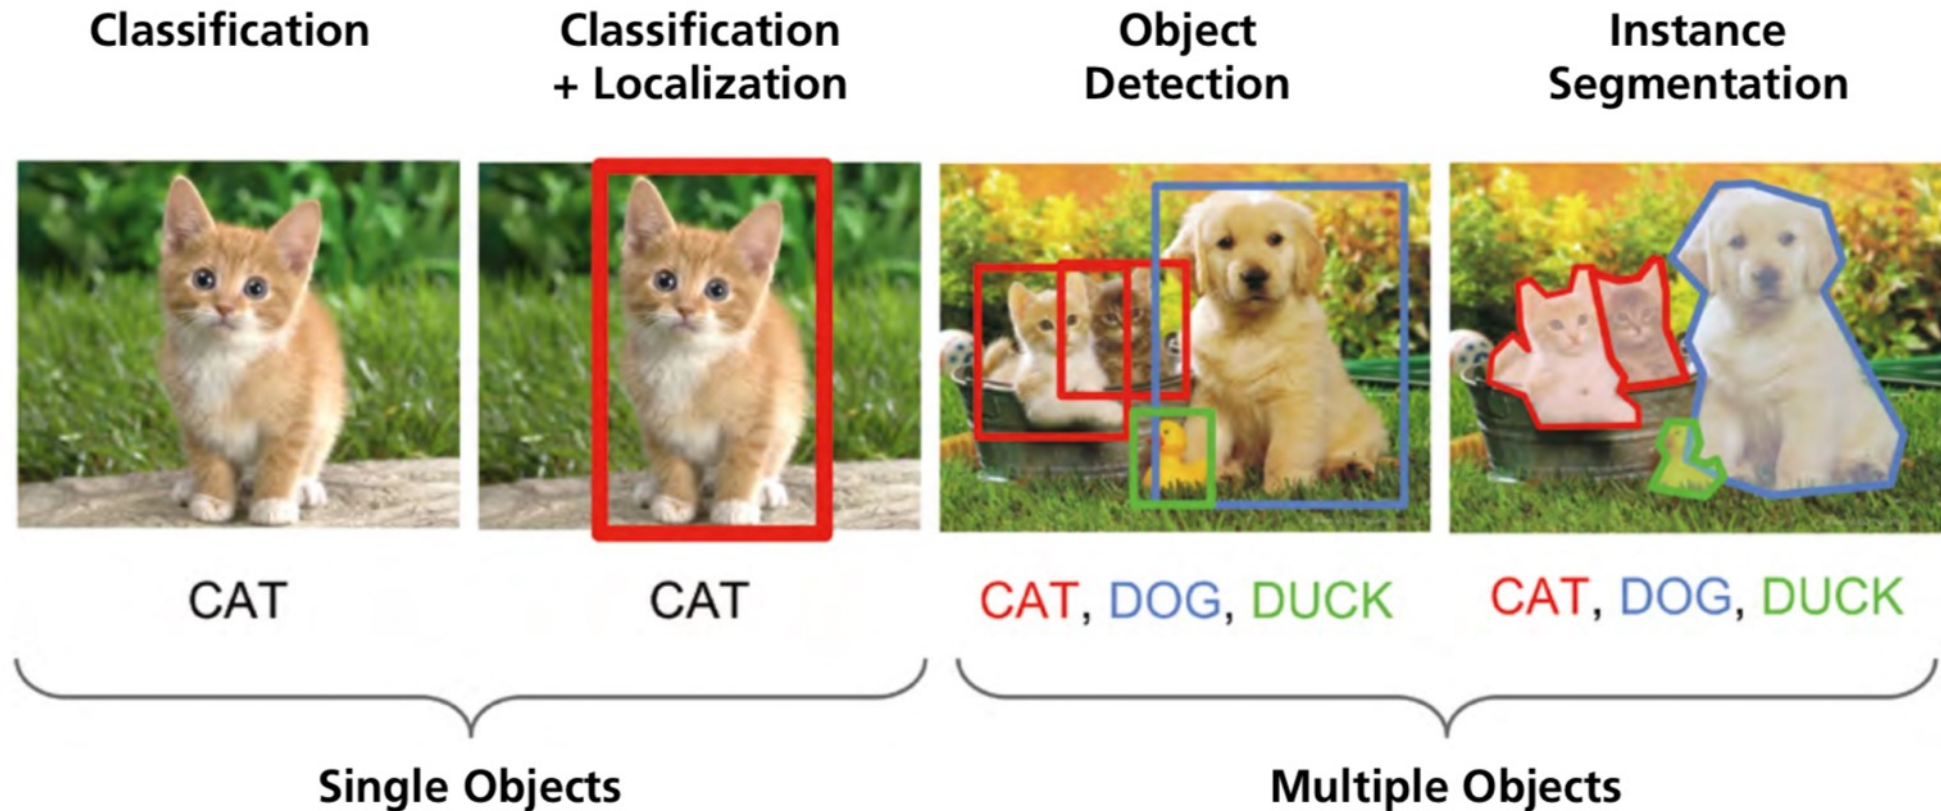 Classification
Classification
+ Localization
Object
Detection
Instance
Segmentation
CAT
CAT
CAT, DOG, DUCK
CAT, DOG, DUCK
Single Objects
Multiple Objects